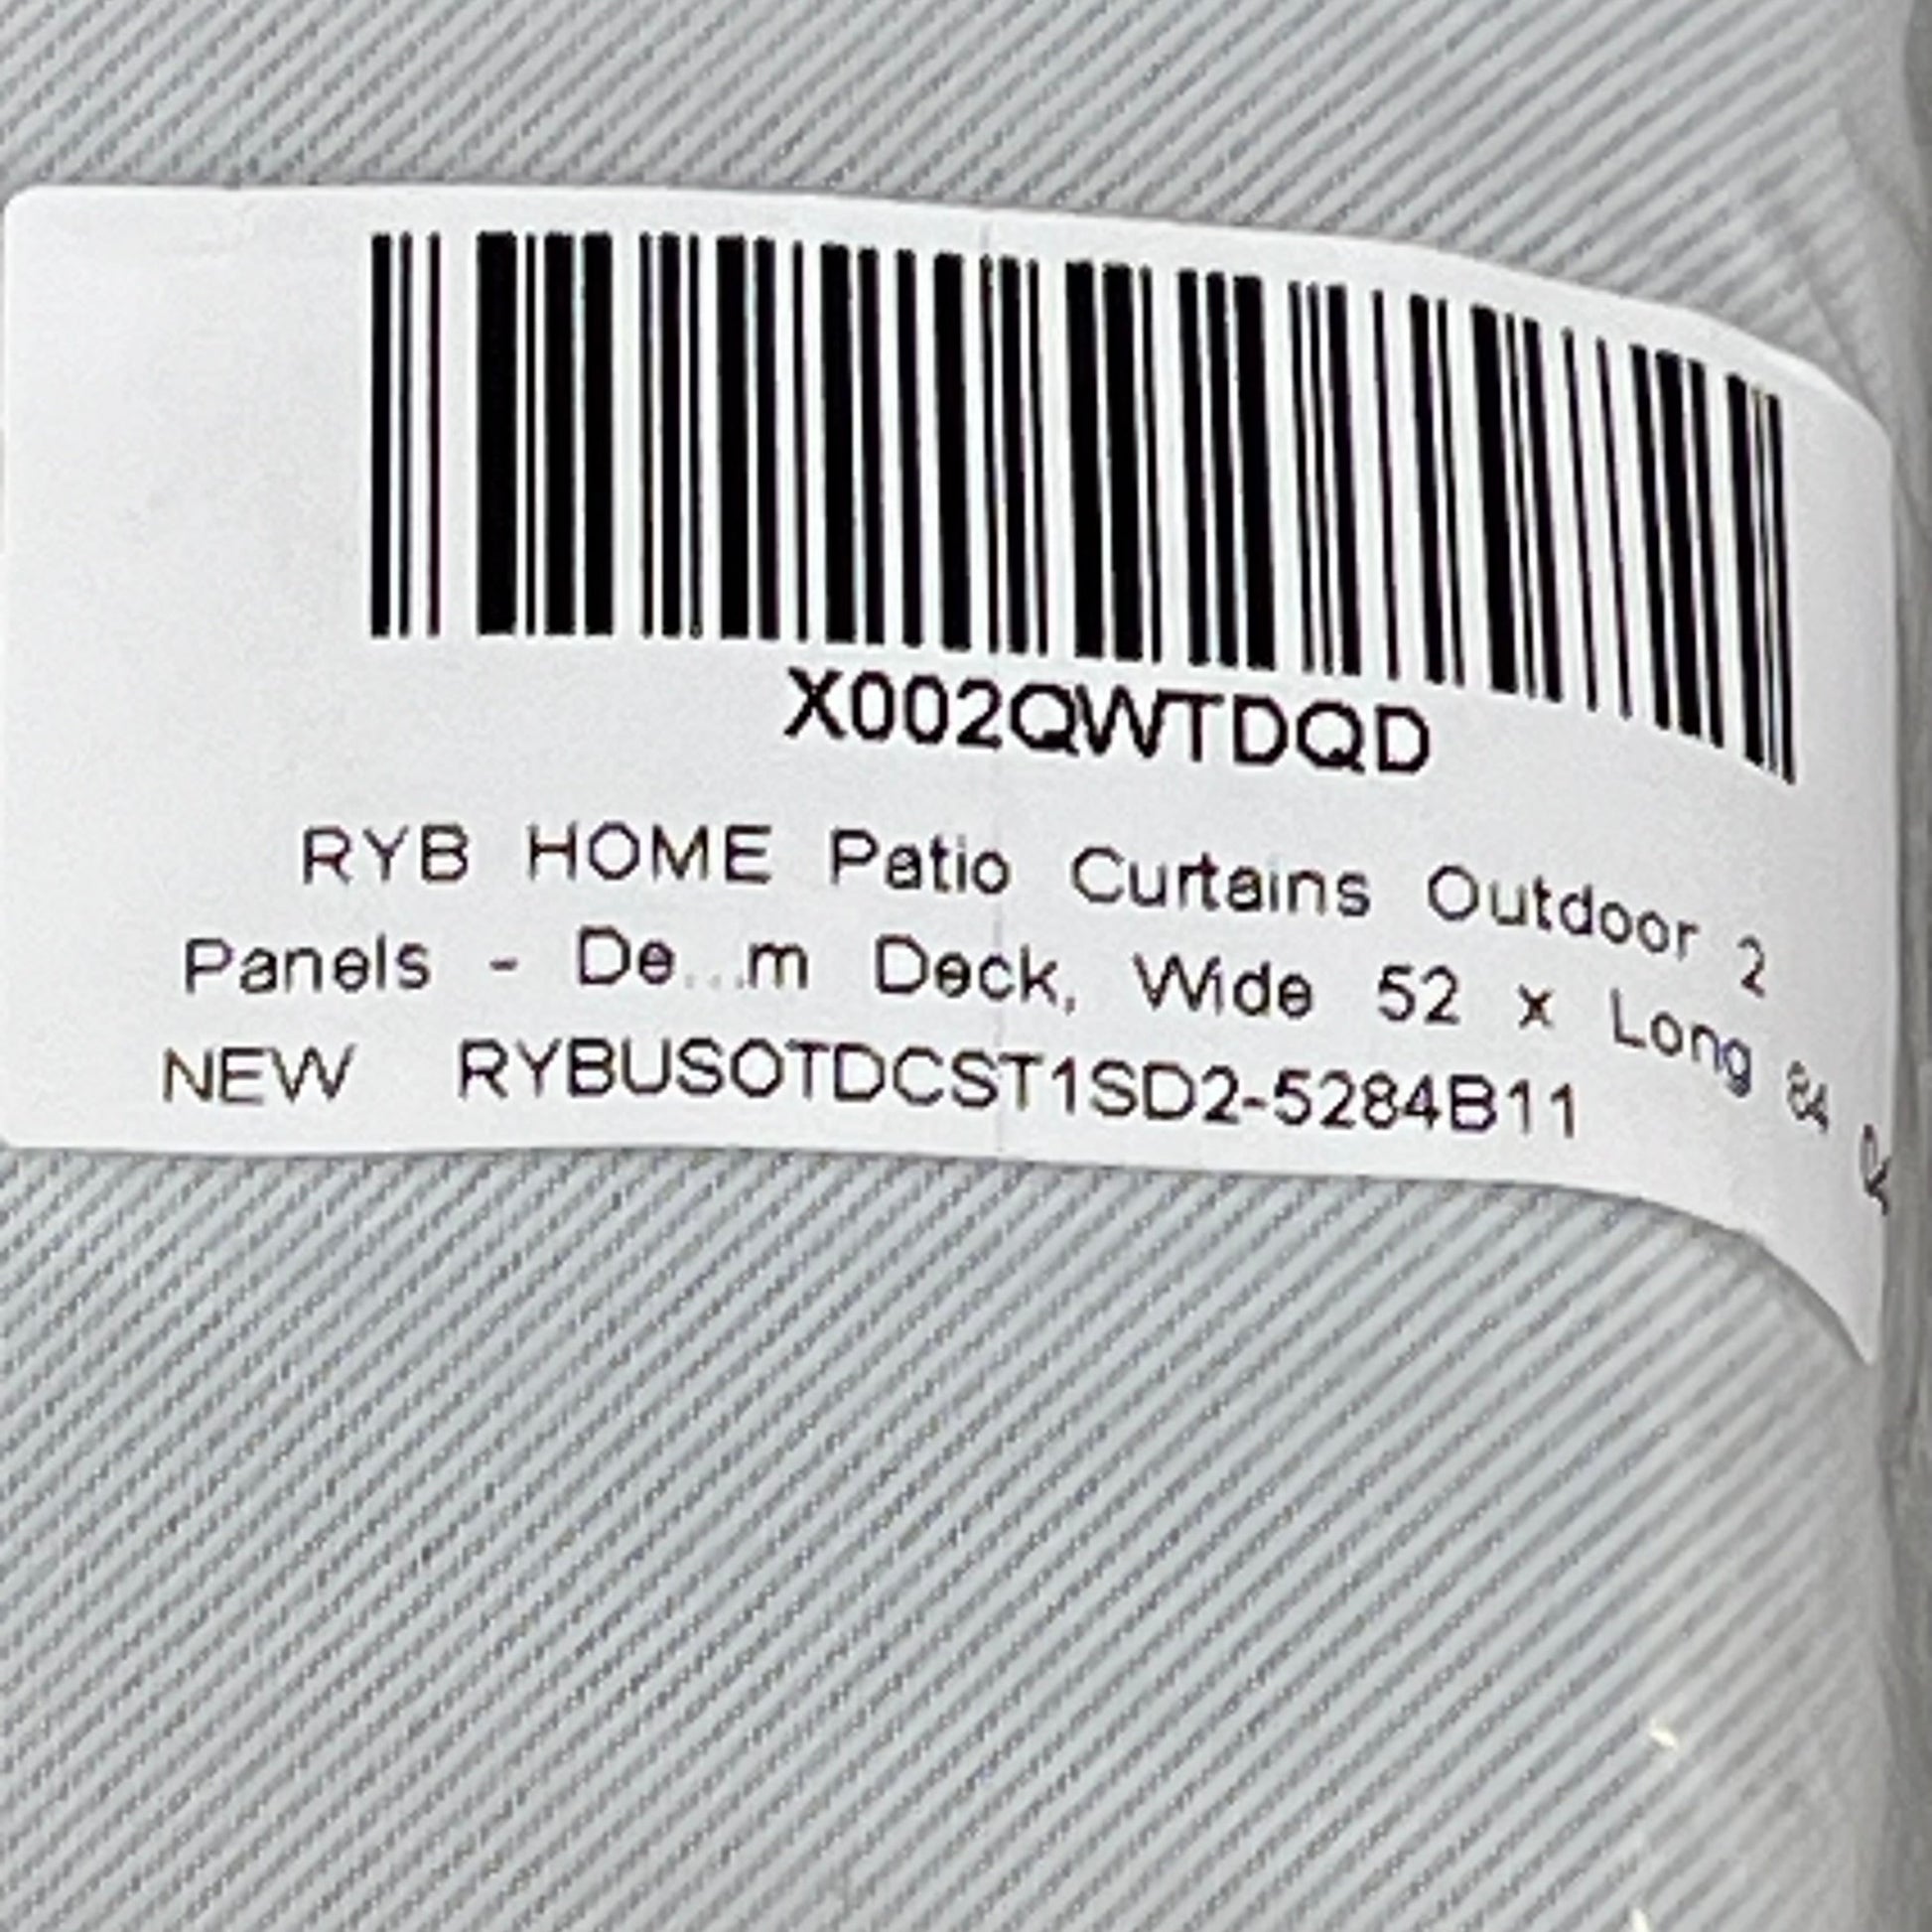 X002QWTDQD
RYB HOME Patio Curtains Outdoor 2
Panels - De...m Deck, Wide 52 x Long 84
NEW RYBUSOTDCST1SD2-5284B11